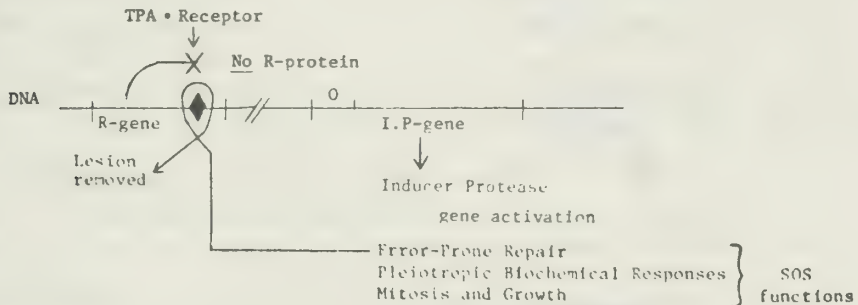 TPA • Receptor
No R-protein
DNA
O
R-gene
I.P-gene
Lesion
removed
Inducer Protease
gene activation
Error-Prone Repair
Pleiotropic Biochemical Responses
Mitosis and Growth
SOS
functions